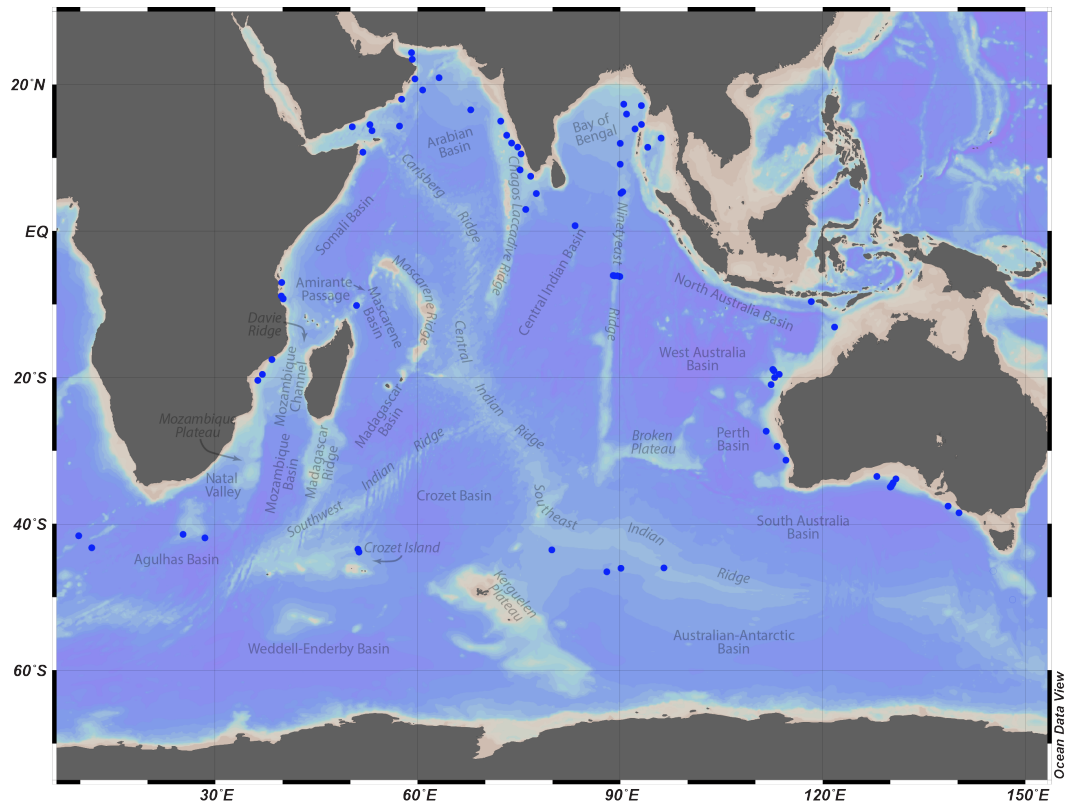 20°N
EQ
20°S
40°S
60°S
30°E
60°E
90°E
120°E
150°E
Ocean Data View
Arabian
Basin
Bay of
Bengal
Carlsberg
Ridge
Chagos Laccadive Ridge
Somali Basin
Amirante
Passage
Mascarene
Basin
Mascarene
Ridge
Central Indian Basin
Ninetyeast
Ridge
North Australia Basin
West Australia
Basin
Davie
Ridge
Mozambique
Channel
Central
Indian
Ridge
Madagascar
Basin
Mozambique
Plateau
Natal
Valley
Mozambique
Basin
Madagascar
Ridge
Southwest
Indian
Ridge
Broken
Plateau
Perth
Basin
Crozet Basin
Southeast
Indian
Ridge
South Australia
Basin
Agulhas Basin
Crozet Island
Kerguelen
Plateau
Weddell-Enderby Basin
Australian-Antarctic
Basin